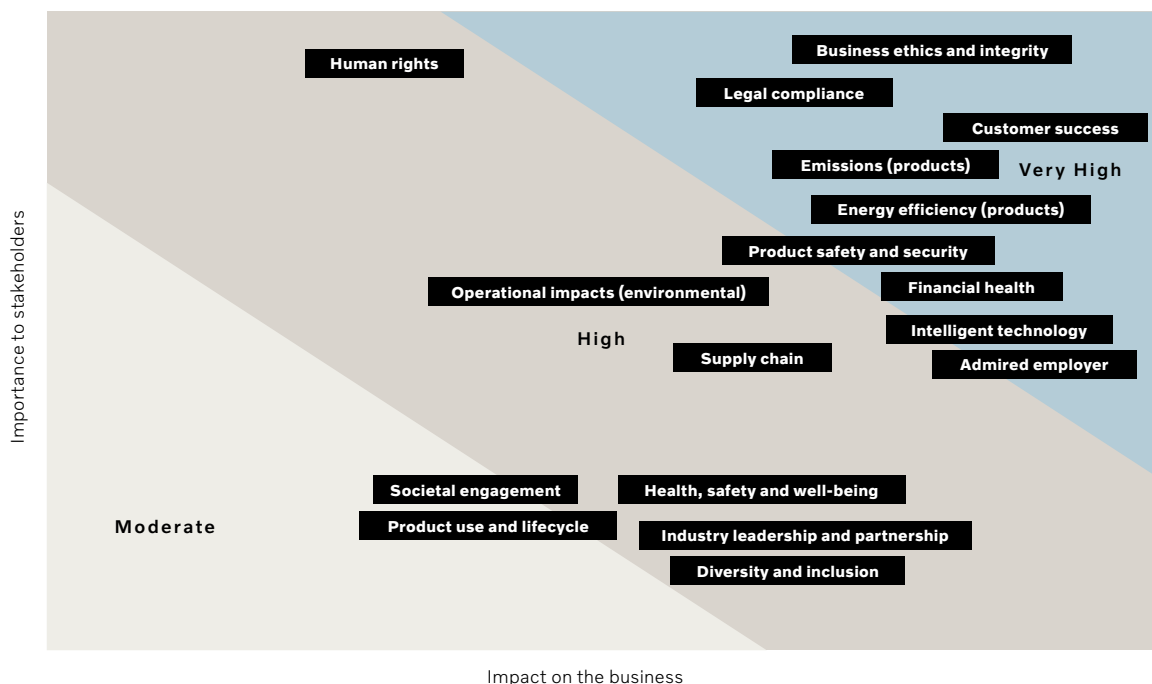 Business ethics and integrity
Human rights
Legal compliance
Customer success
Emissions (products)
Very High
Energy efficiency (products)
Product safety and security
Financial health
Operational impacts (environmental)
Intelligent technology
High
Supply chain
Admired employer
Importance to stakeholders
Societal engagement
Health, safety and well-being
Moderate
Product use and lifecycle
Industry leadership and partnership
Diversity and inclusion
Impact on the business